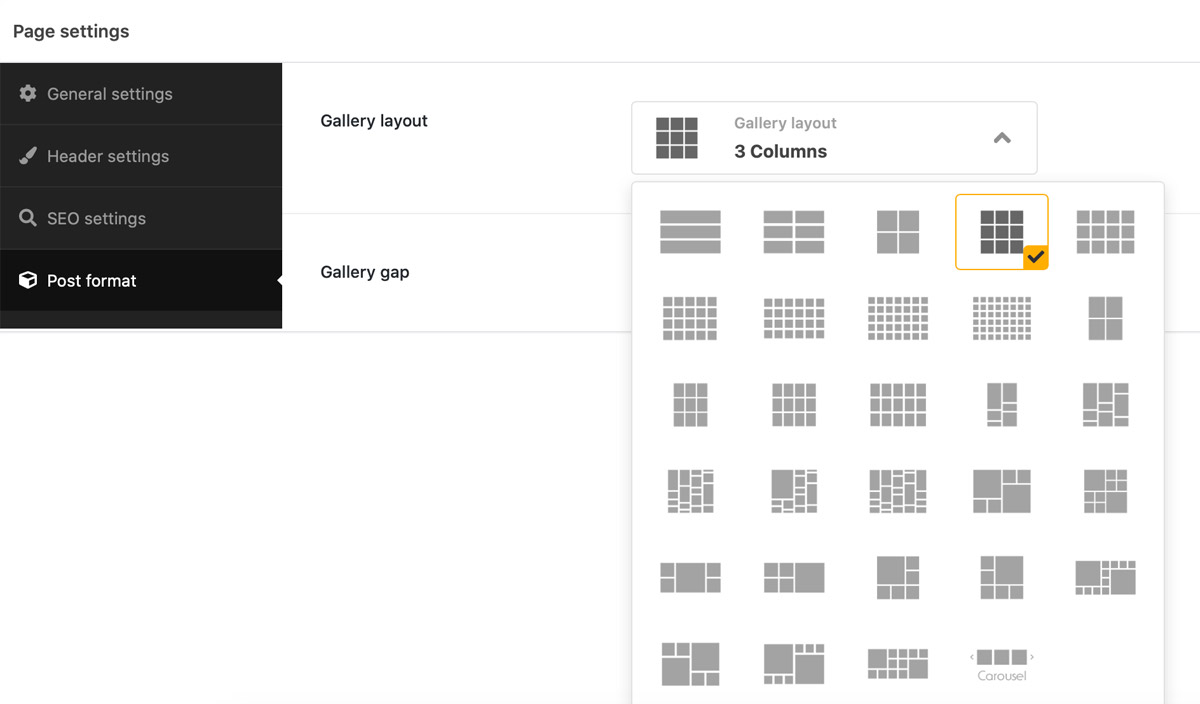 Page settings
General settings
Header settings
SEO settings
Post format
Gallery layout
Gallery layout
3 Columns
Gallery gap
Carousel